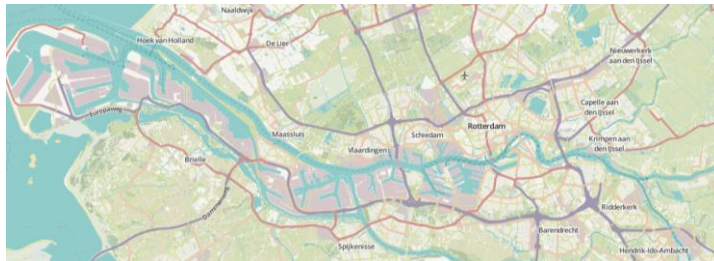 Naaldwijk
Hoek van Holland
De Lier
Nieuwerkerk
aan den IJssel
Europaweg
Capelle aan
den IJssel
Maassluis
Schiedam
Rotterdam
Vlaardingen
Krimpen aan
den IJssel
Brielle
Dammenweg
Ridderkerk
Barendrecht
Spijkenisse
Hendrik-Ido-Ambacht